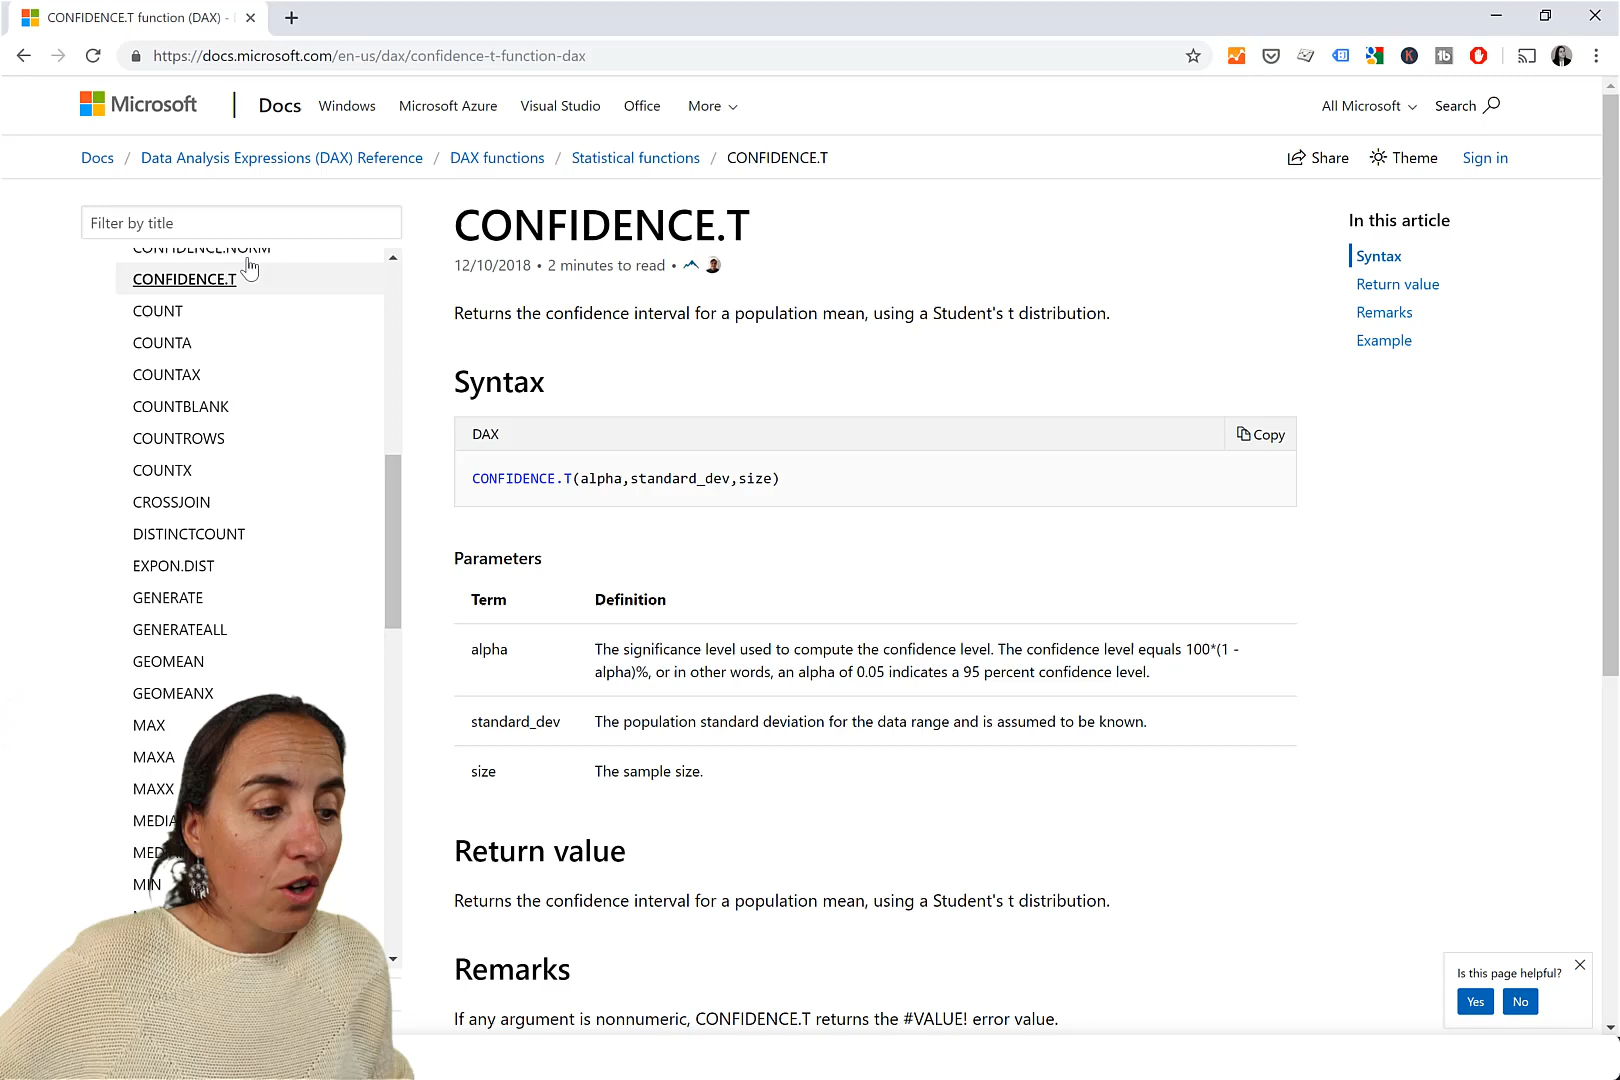 CONFIDENCE.T function (DAX) -
https://docs.microsoft.com/en-us/dax/confidence-t-function-dax
Microsoft
Docs Windows Microsoft Azure Visual Studio Office More
All Microsoft Search
Docs / Data Analysis Expressions (DAX) Reference / DAX functions / Statistical functions / CONFIDENCE.T
Share Theme Sign in
Filter by title
CONFIDENCE.NORM
CONFIDENCE.T
COUNT
COUNTA
COUNTAX
COUNTBLANK
COUNTROWS
COUNTX
CROSSJOIN
DISTINCTCOUNT
EXPON.DIST
GENERATE
GENERATEALL
GEOMEAN
GEOMEANX
MAX
MAXA
MAXX
MIN
CONFIDENCE.T
12/10/2018 • 2 minutes to read •
Returns the confidence interval for a population mean, using a Student's t distribution.
Syntax
DAX Copy
CONFIDENCE.T(alpha,standard_dev,size)
Parameters
Term Definition
alpha The significance level used to compute the confidence level. The confidence level equals 100*(1 -
alpha)%, or in other words, an alpha of 0.05 indicates a 95 percent confidence level.
standard_dev The population standard deviation for the data range and is assumed to be known.
size The sample size.
Return value
Returns the confidence interval for a population mean, using a Student's t distribution.
Remarks
If any argument is nonnumeric, CONFIDENCE.T returns the #VALUE! error value.
In this article
Syntax
Return value
Remarks
Example
Is this page helpful?
Yes No